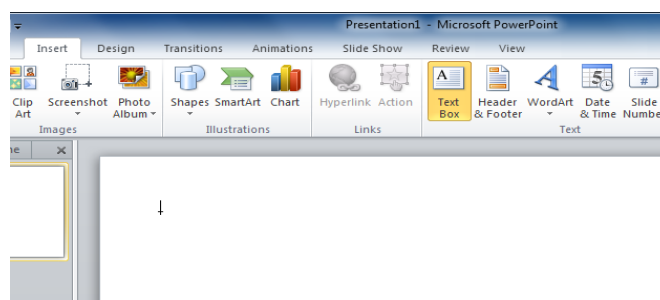 Presentation1 - Microsoft PowerPoint
Insert Design Transitions Animations Slide Show Review View
Clip Art Screenshot Photo Album Shapes SmartArt Chart Hyperlink Action Text Box Header & Footer WordArt Date & Time Slide
Images Illustrations Links Text